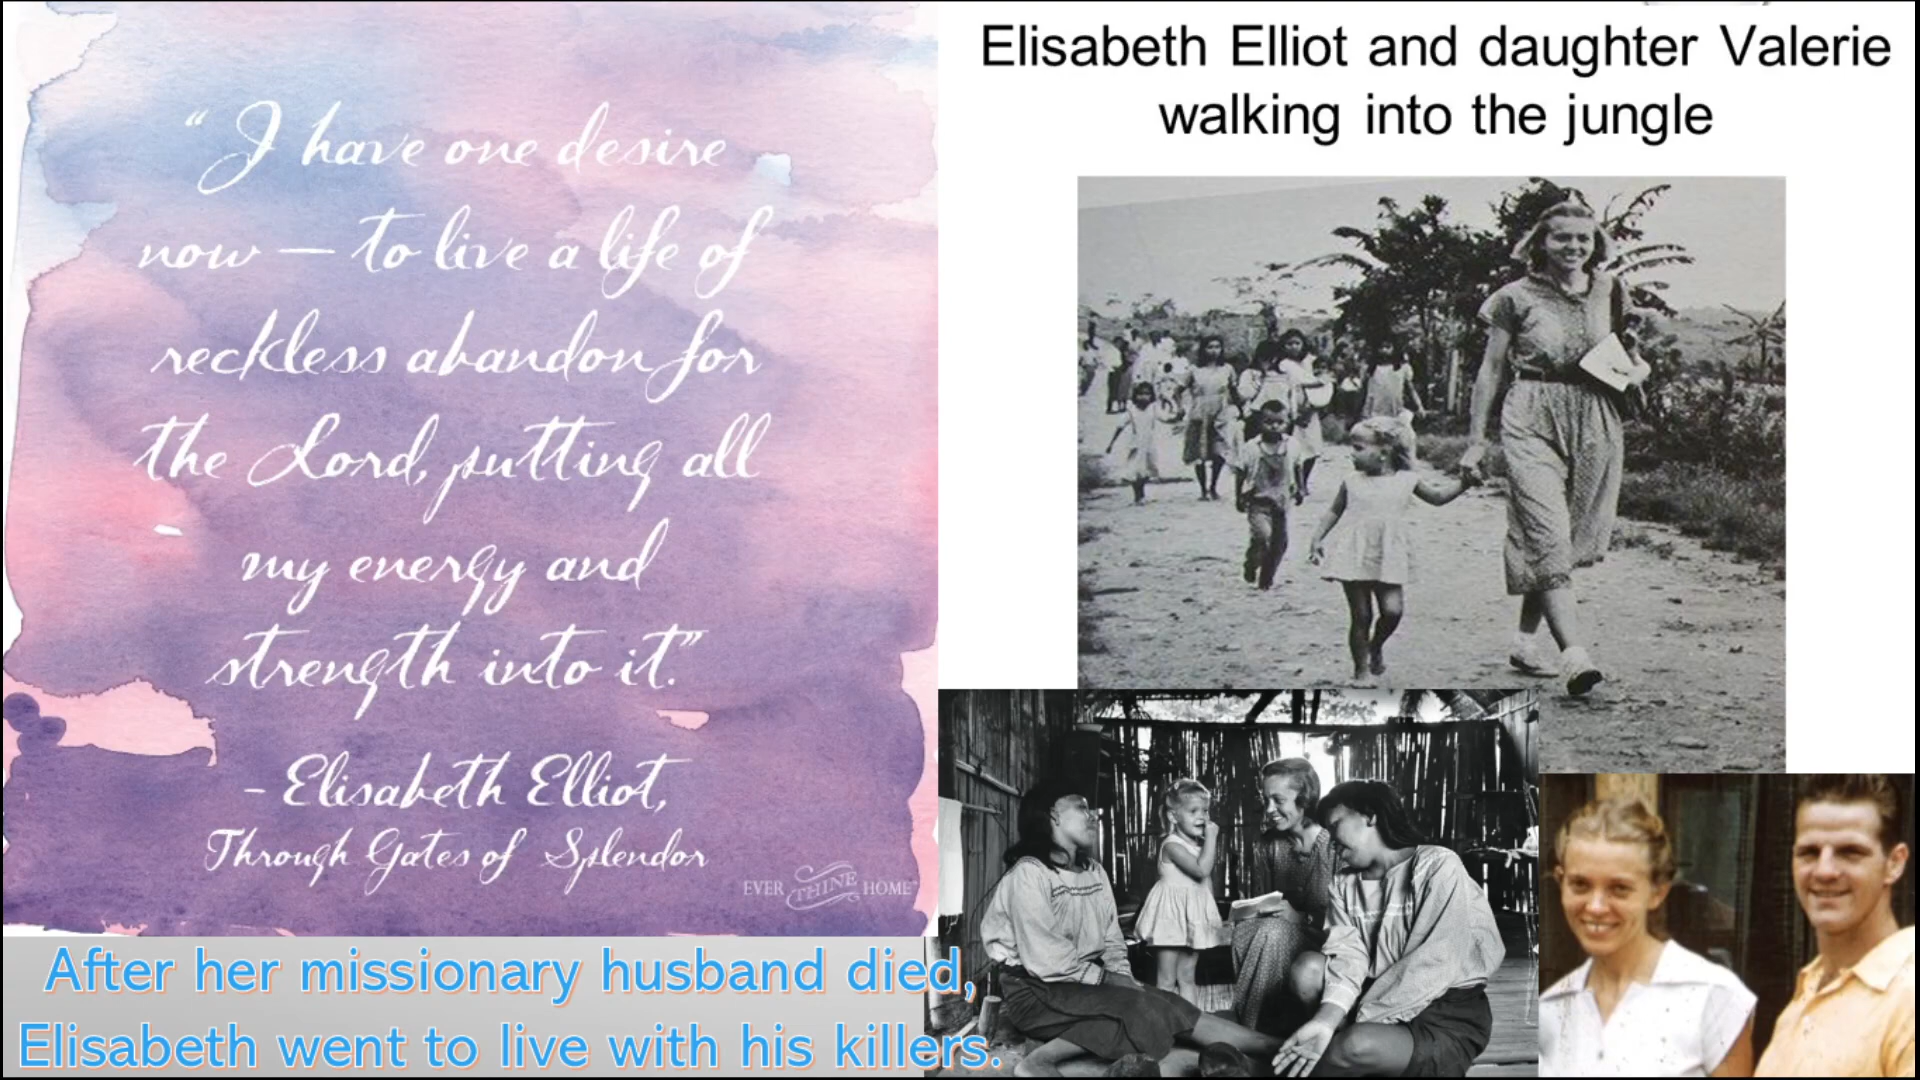 “I have one desire
now — to live a life of
reckless abandon for
the Lord, putting all
my energy and
strength into it.”
- Elisabeth Elliot,
Through Gates of Splendor
EVER THINE HOME
Elisabeth Elliot and daughter Valerie
walking into the jungle
After her missionary husband died,
Elisabeth went to live with his killers.